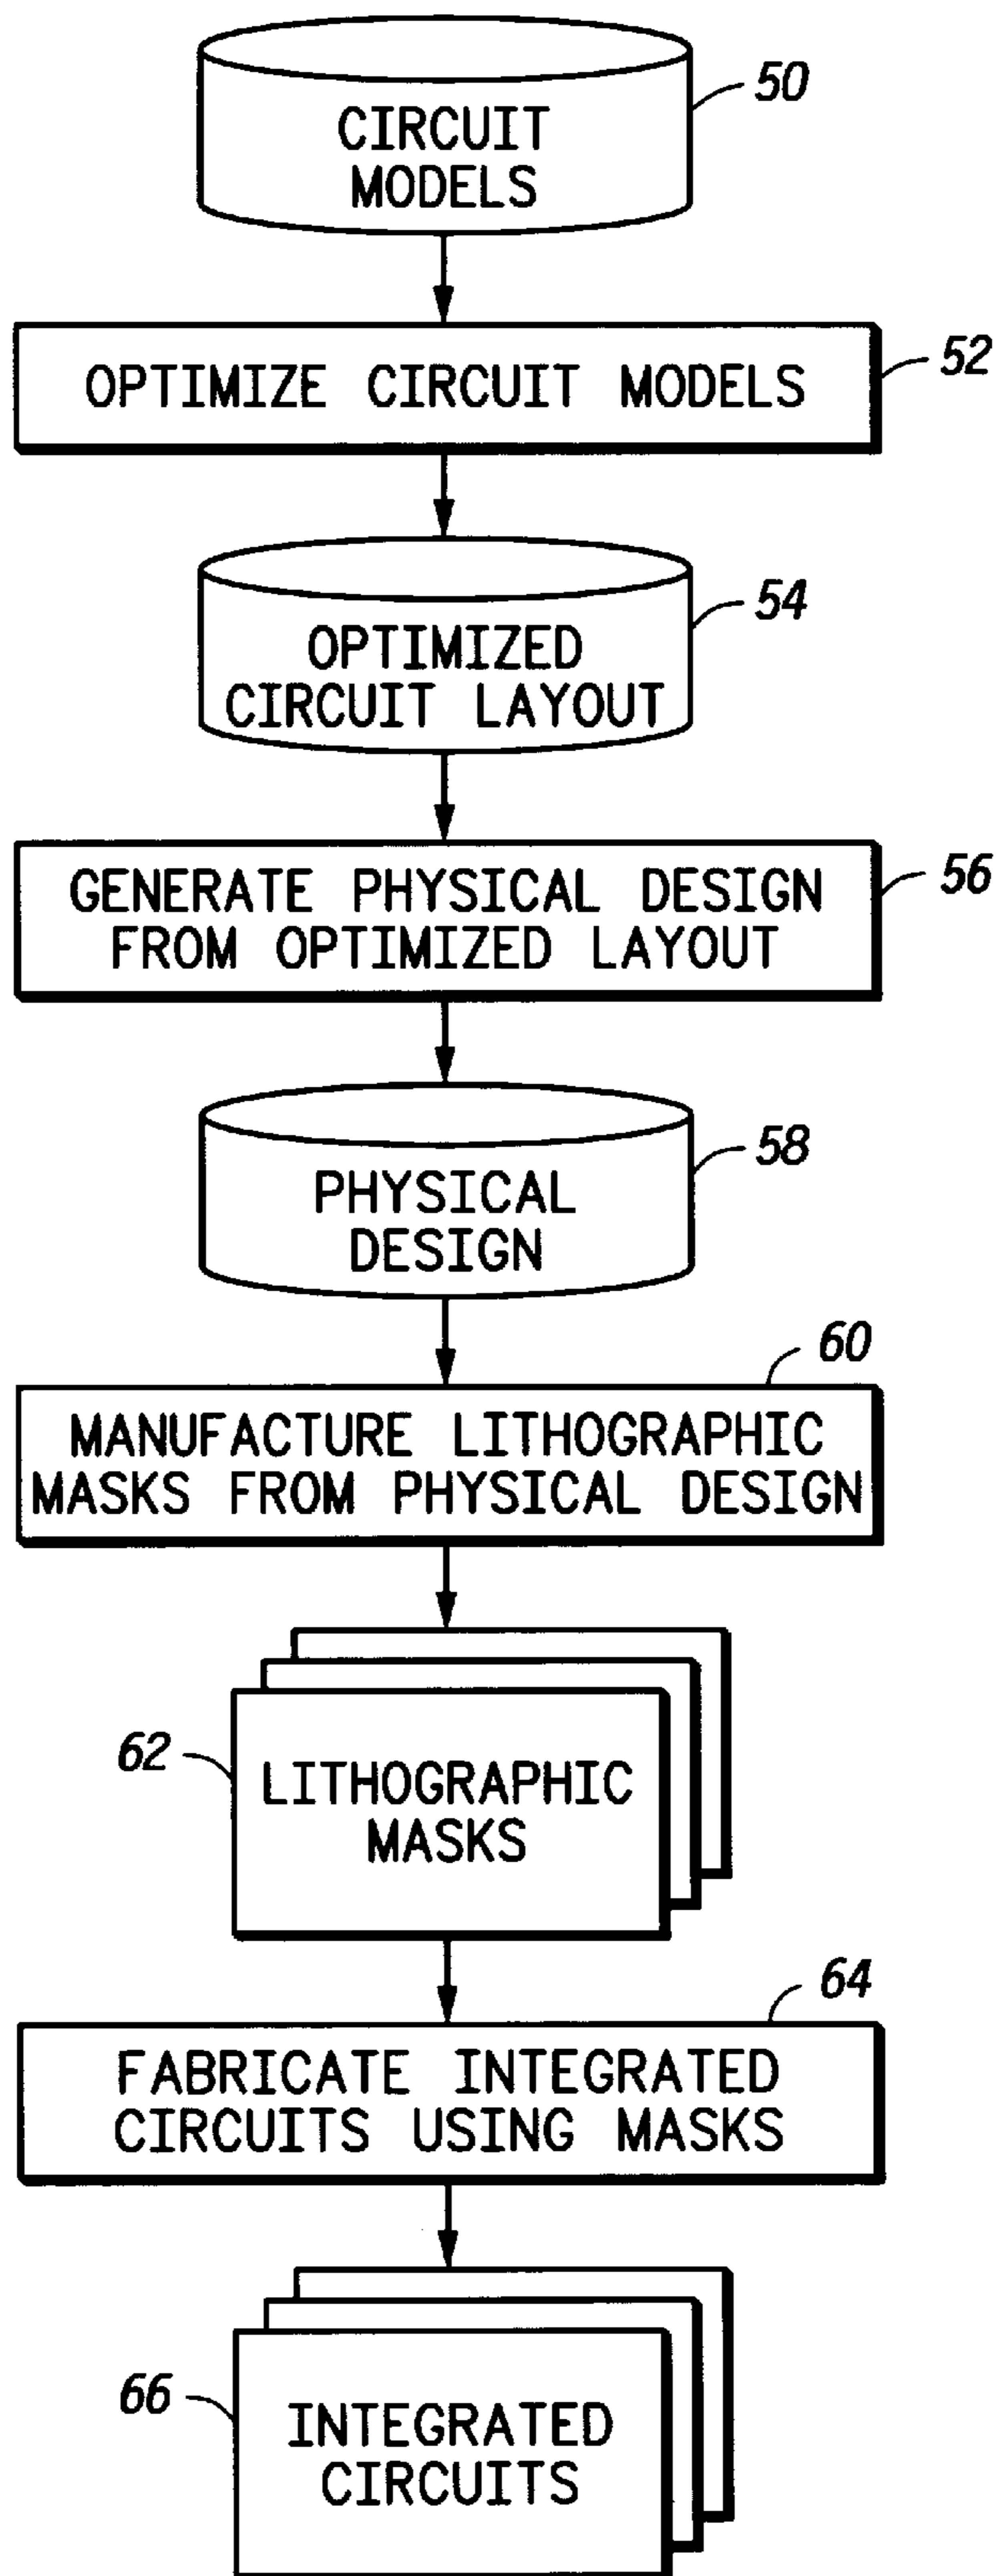 50
CIRCUIT
MODELS
52
OPTIMIZE CIRCUIT MODELS
54
OPTIMIZED
CIRCUIT LAYOUT
56
GENERATE PHYSICAL DESIGN
FROM OPTIMIZED LAYOUT
58
PHYSICAL
DESIGN
60
MANUFACTURE LITHOGRAPHIC
MASKS FROM PHYSICAL DESIGN
62
LITHOGRAPHIC
MASKS
64
FABRICATE INTEGRATED
CIRCUITS USING MASKS
66
INTEGRATED
CIRCUITS